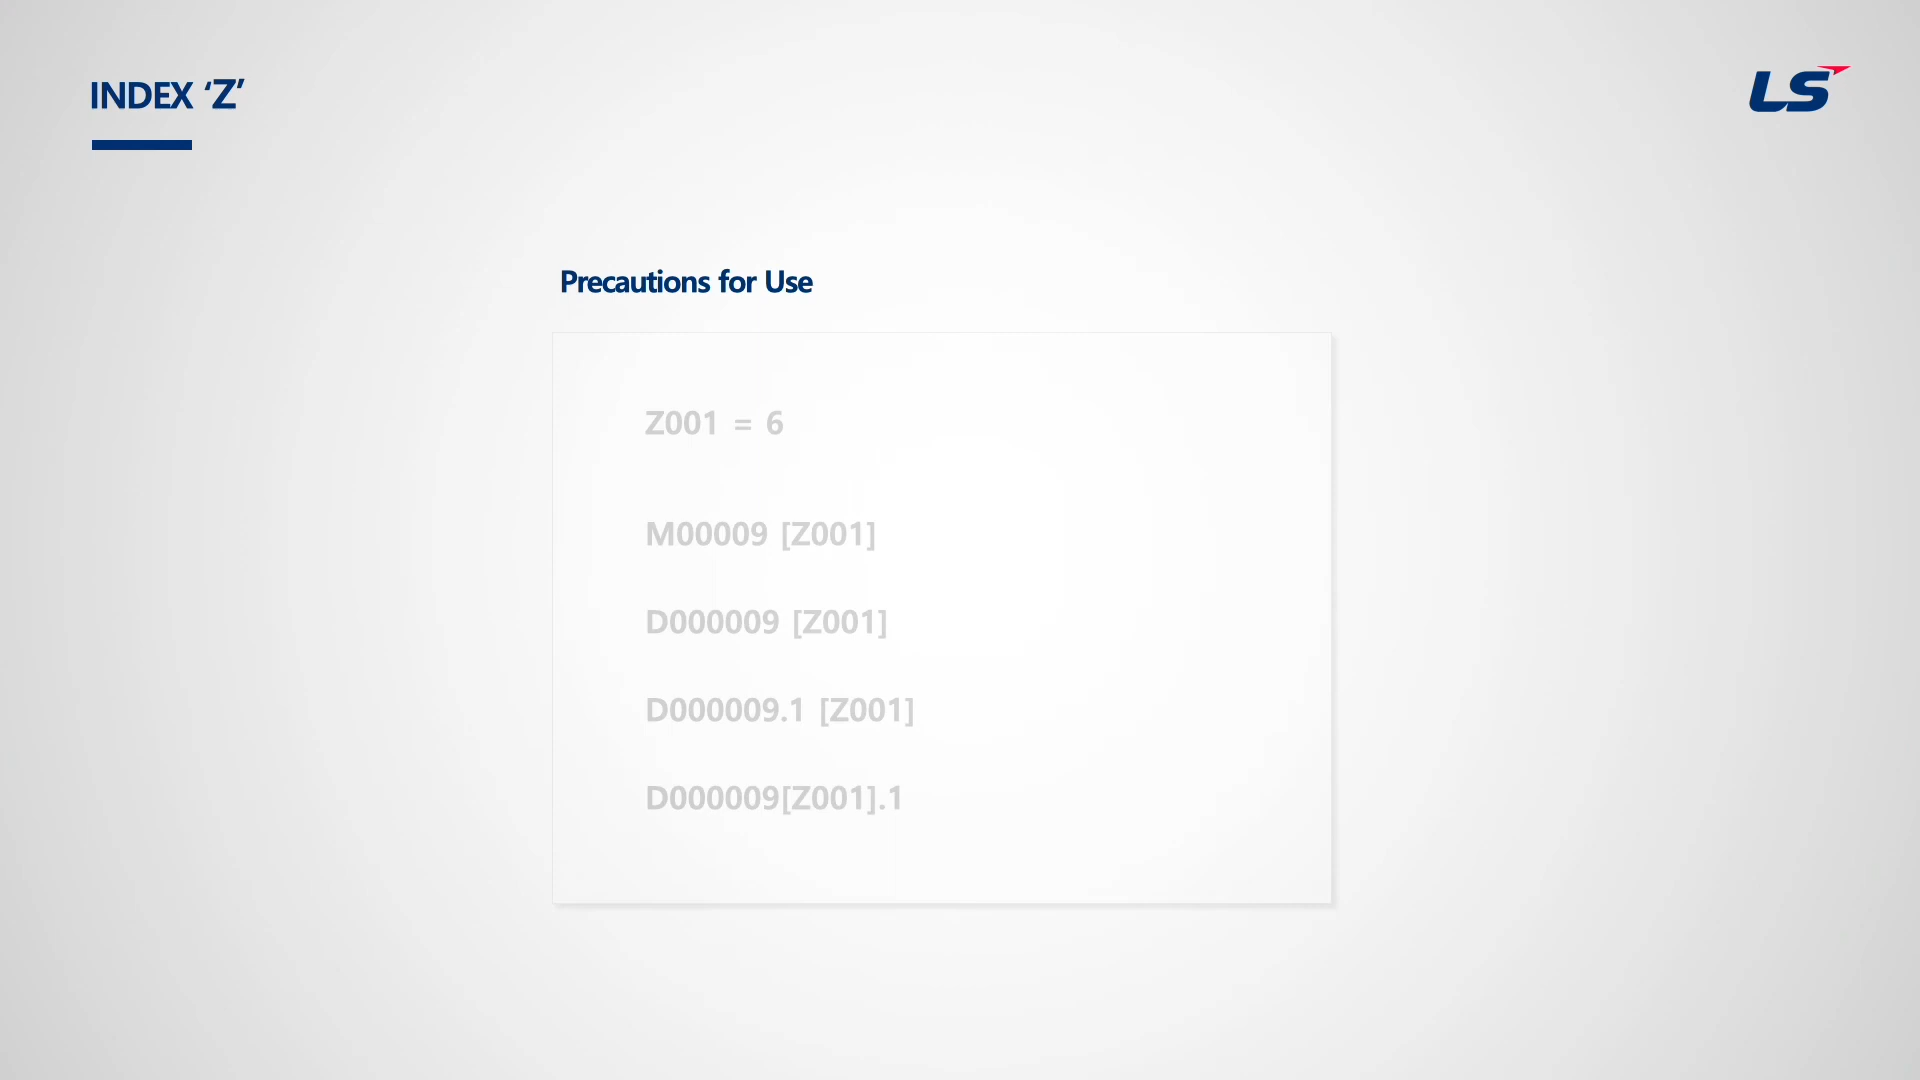 INDEX ‘Z’
LS
Precautions for Use
Z001 = 6
M00009 [Z001]
D000009 [Z001]
D000009.1 [Z001]
D000009[Z001].1